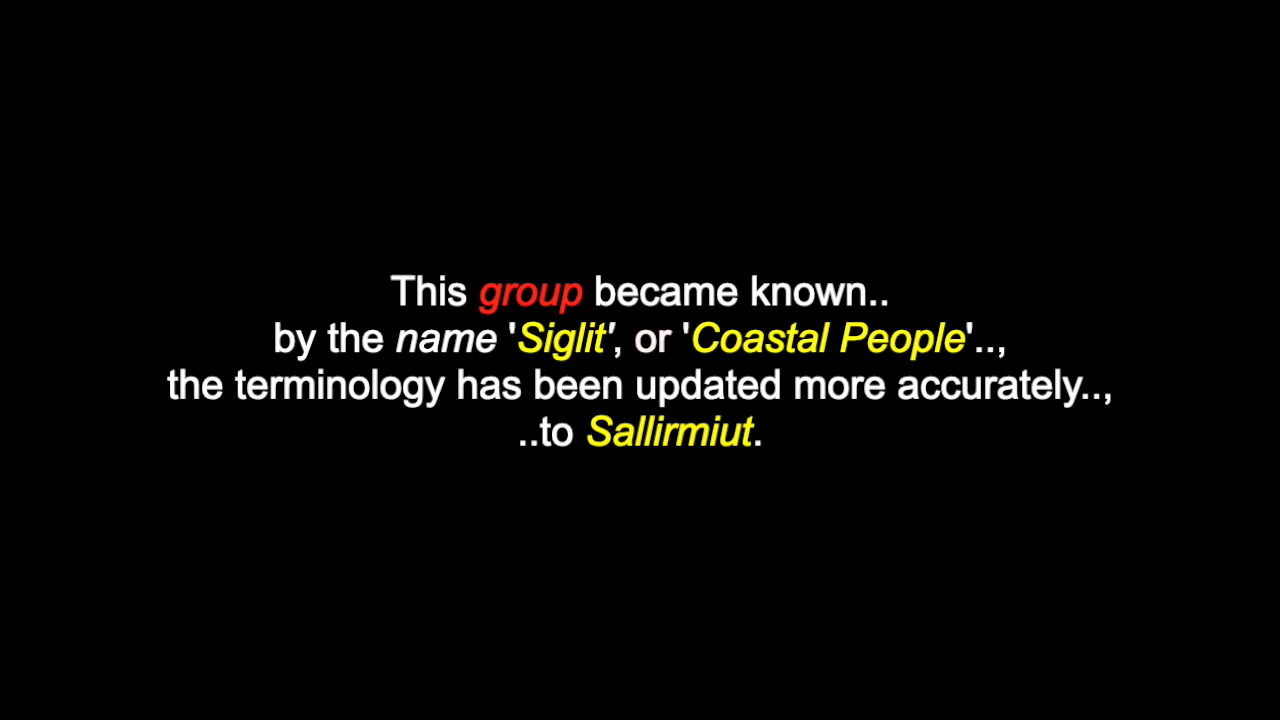 This group became known..
by the name 'Siglit', or 'Coastal People'..,
the terminology has been updated more accurately..,
..to Sallirmiut.